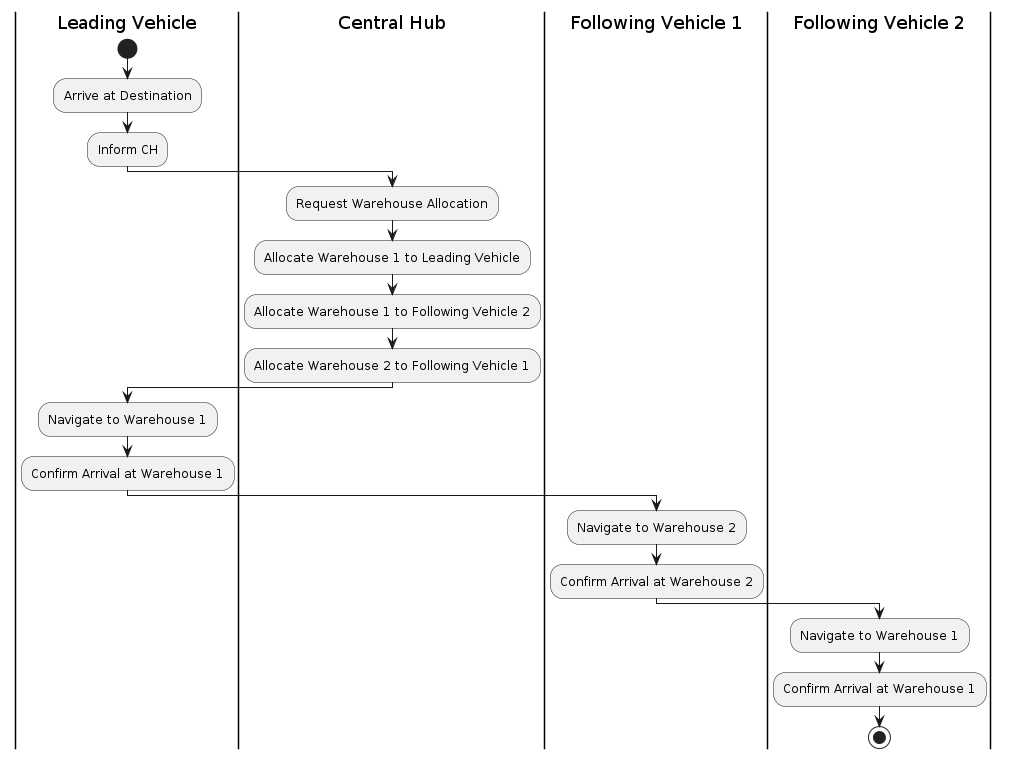 Leading Vehicle
Central Hub
Following Vehicle 1
Following Vehicle 2
Arrive at Destination
Inform CH
Request Warehouse Allocation
Allocate Warehouse 1 to Leading Vehicle
Allocate Warehouse 1 to Following Vehicle 2
Allocate Warehouse 2 to Following Vehicle 1
Navigate to Warehouse 1
Confirm Arrival at Warehouse 1
Navigate to Warehouse 2
Confirm Arrival at Warehouse 2
Navigate to Warehouse 1
Confirm Arrival at Warehouse 1